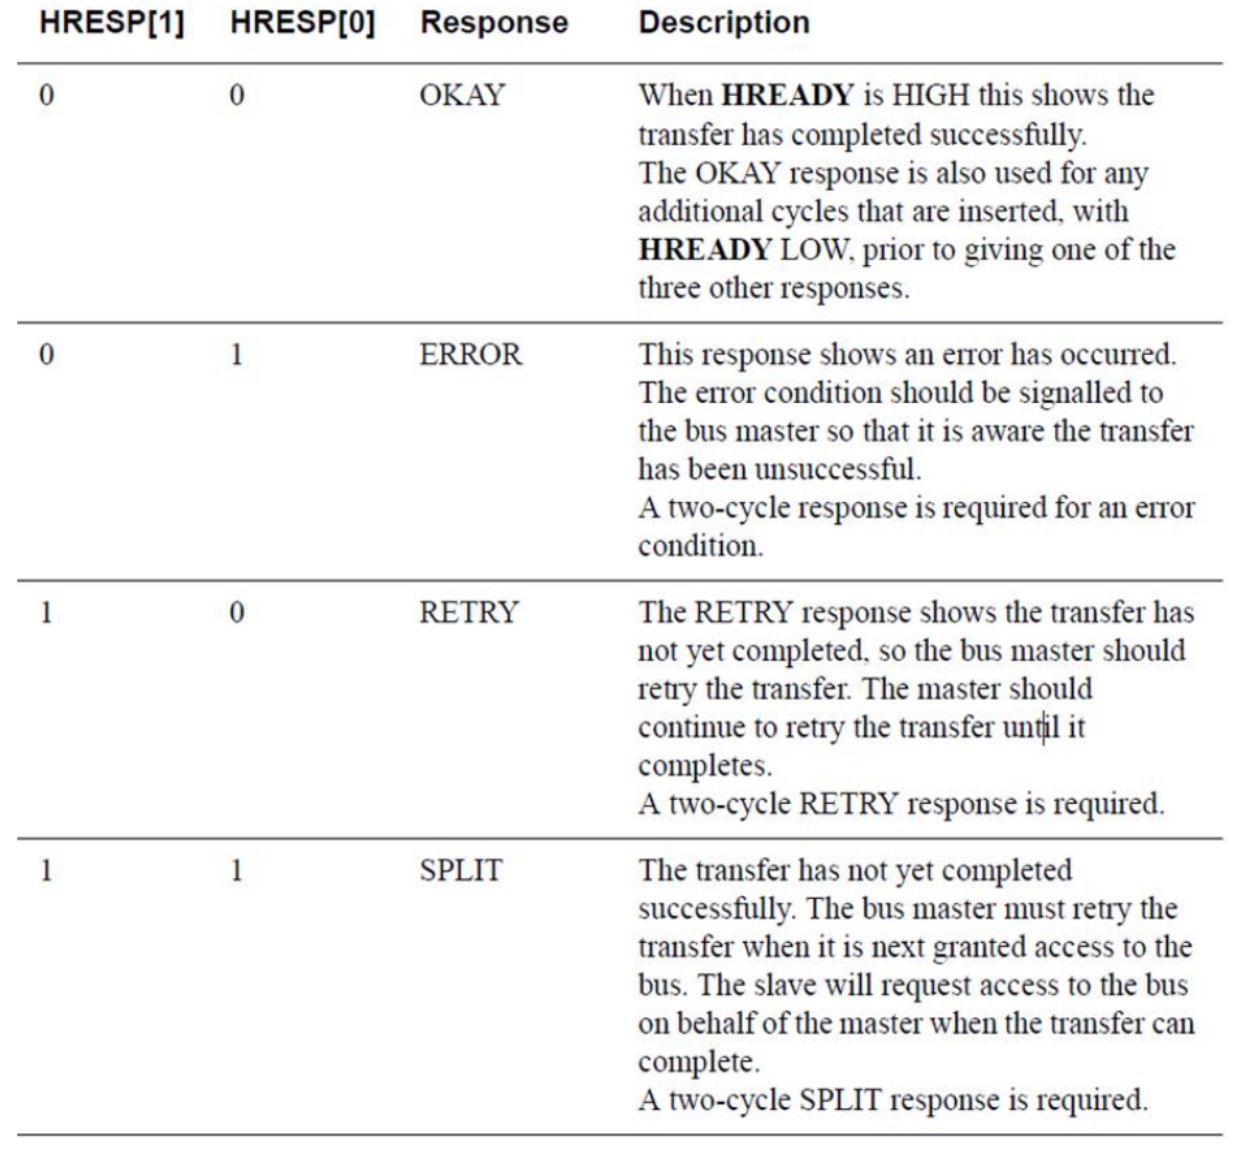 HRESP[1] HRESP[0] Response Description
0 0 OKAY When HREADY is HIGH this shows the
transfer has completed successfully.
The OKAY response is also used for any
additional cycles that are inserted, with
HREADY LOW, prior to giving one of the
three other responses.
0 1 ERROR This response shows an error has occurred.
The error condition should be signalled to
the bus master so that it is aware the transfer
has been unsuccessful.
A two-cycle response is required for an error
condition.
1 0 RETRY The RETRY response shows the transfer has
not yet completed, so the bus master should
retry the transfer. The master should
continue to retry the transfer until it
completes.
A two-cycle RETRY response is required.
1 1 SPLIT The transfer has not yet completed
successfully. The bus master must retry the
transfer when it is next granted access to the
bus. The slave will request access to the bus
on behalf of the master when the transfer can
complete.
A two-cycle SPLIT response is required.